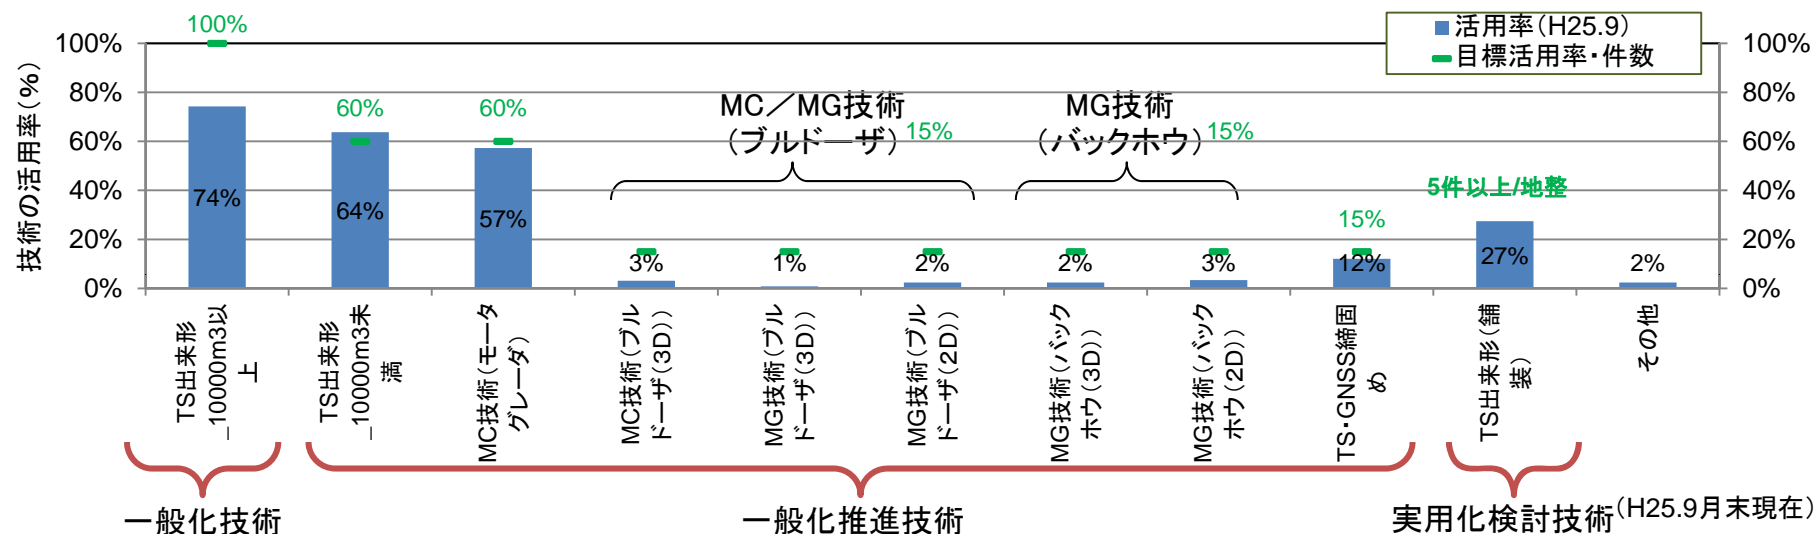 100%
活用率(H25.9)
目標活用率・件数
技術の活用率(%)
100%
80%
60%
40%
20%
0%
100%
80%
60%
40%
20%
0%
60%
60%
MC/MG技術
(ブルドーザ)
15%
MG技術
(バックホウ)
15%
5件以上/地整
15%
74%
64%
57%
3%
1%
2%
2%
3%
12%
27%
2%
TS出来形
_10000m3以
上
TS出来形
_10000m3未
満
MC技術(モータ
グレーダ)
MC技術(ブル
ドーザ(3D))
MG技術(ブル
ドーザ(3D))
MG技術(ブル
ドーザ(2D))
MG技術(バック
ホウ(3D))
MG技術(バック
ホウ(2D))
TS・GNSS締固
め
TS出来形(舗
装)
その他
一般化技術
一般化推進技術
実用化検討技術
(H25.9月末現在)